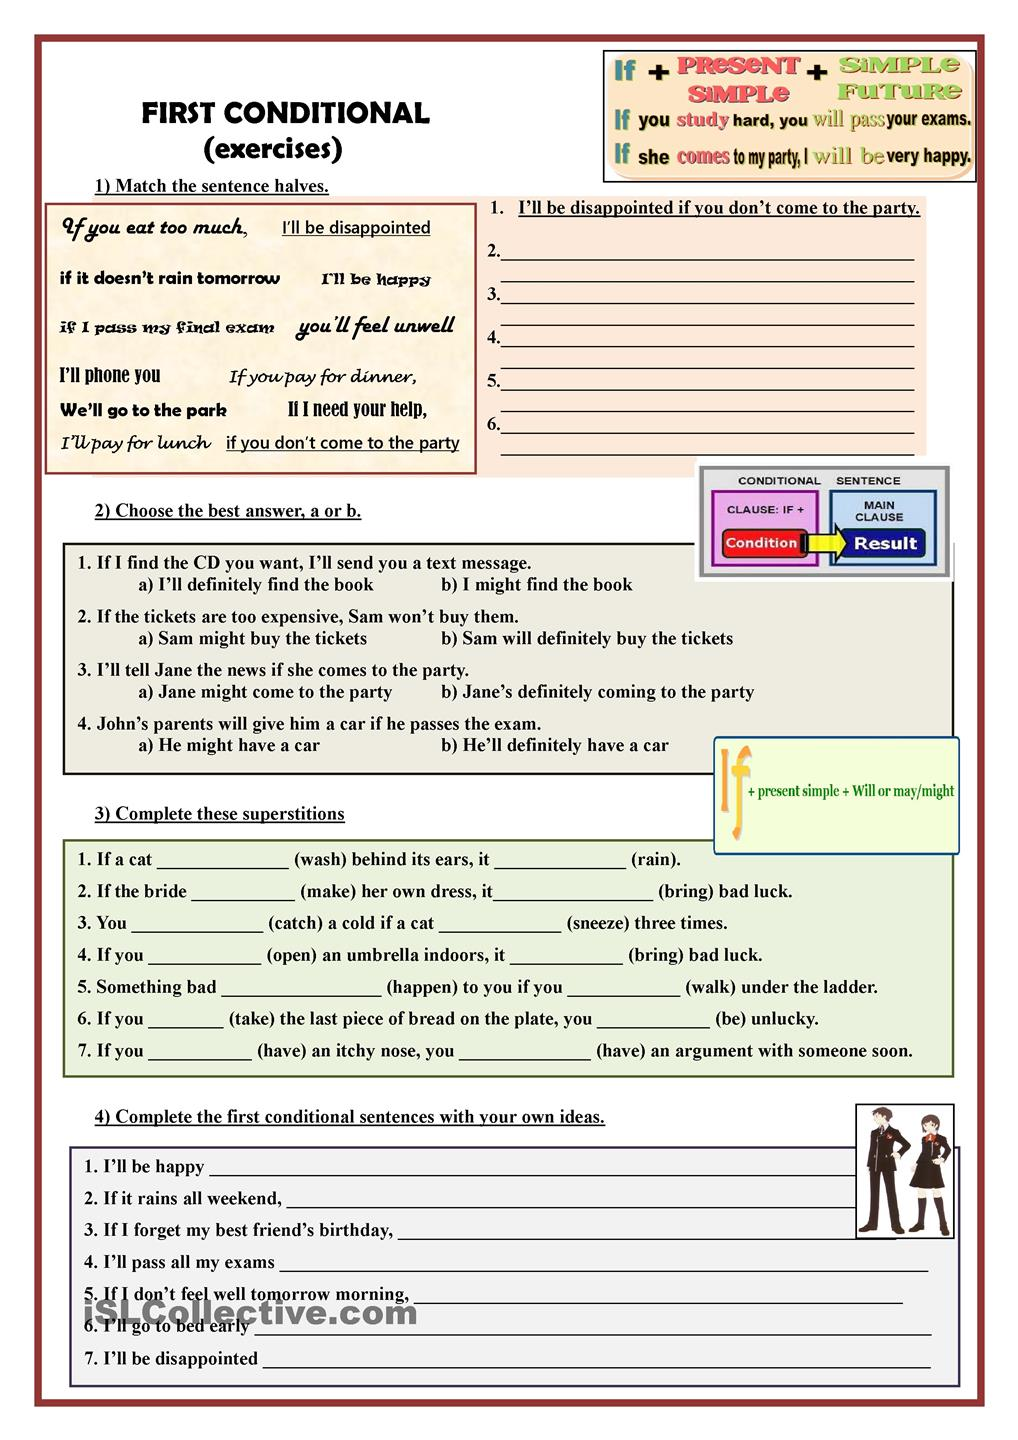 If + PRESENT SIMPLE + SIMPLE FUTURE
If you study hard, you will pass your exams.
If she comes to my party, I will be very happy.
FIRST CONDITIONAL
(exercises)
1) Match the sentence halves.
If you eat too much, I'll be disappointed
if it doesn't rain tomorrow I'll be happy
if I pass my final exam you'll feel unwell
I'll phone you If you pay for dinner,
We'll go to the park If I need your help,
I'll pay for lunch if you don't come to the party
1. I'll be disappointed if you don't come to the party.
2.
3.
4.
5.
6.
CONDITIONAL SENTENCE
CLAUSE: IF + MAIN CLAUSE
Condition Result
2) Choose the best answer, a or b.
1. If I find the CD you want, I'll send you a text message.
a) I'll definitely find the book b) I might find the book
2. If the tickets are too expensive, Sam won't buy them.
a) Sam might buy the tickets b) Sam will definitely buy the tickets
3. I'll tell Jane the news if she comes to the party.
a) Jane might come to the party b) Jane's definitely coming to the party
4. John's parents will give him a car if he passes the exam.
a) He might have a car b) He'll definitely have a car
If + present simple + Will or may/might
3) Complete these superstitions
1. If a cat ______________ (wash) behind its ears, it ______________ (rain).
2. If the bride ___________ (make) her own dress, it_________________ (bring) bad luck.
3. You ______________ (catch) a cold if a cat _____________ (sneeze) three times.
4. If you ____________ (open) an umbrella indoors, it ____________ (bring) bad luck.
5. Something bad _________________ (happen) to you if you ____________ (walk) under the ladder.
6. If you ________ (take) the last piece of bread on the plate, you ____________ (be) unlucky.
7. If you ___________ (have) an itchy nose, you ______________ (have) an argument with someone soon.
4) Complete the first conditional sentences with your own ideas.
1. I'll be happy ____________________
2. If it rains all weekend, ____________________
3. If I forget my best friend's birthday, ____________________
4. I'll pass all my exams ____________________
5. If I don't feel well tomorrow morning, ____________________
iSLCollective.com
6. I'll go to bed early ____________________
7. I'll be disappointed ____________________